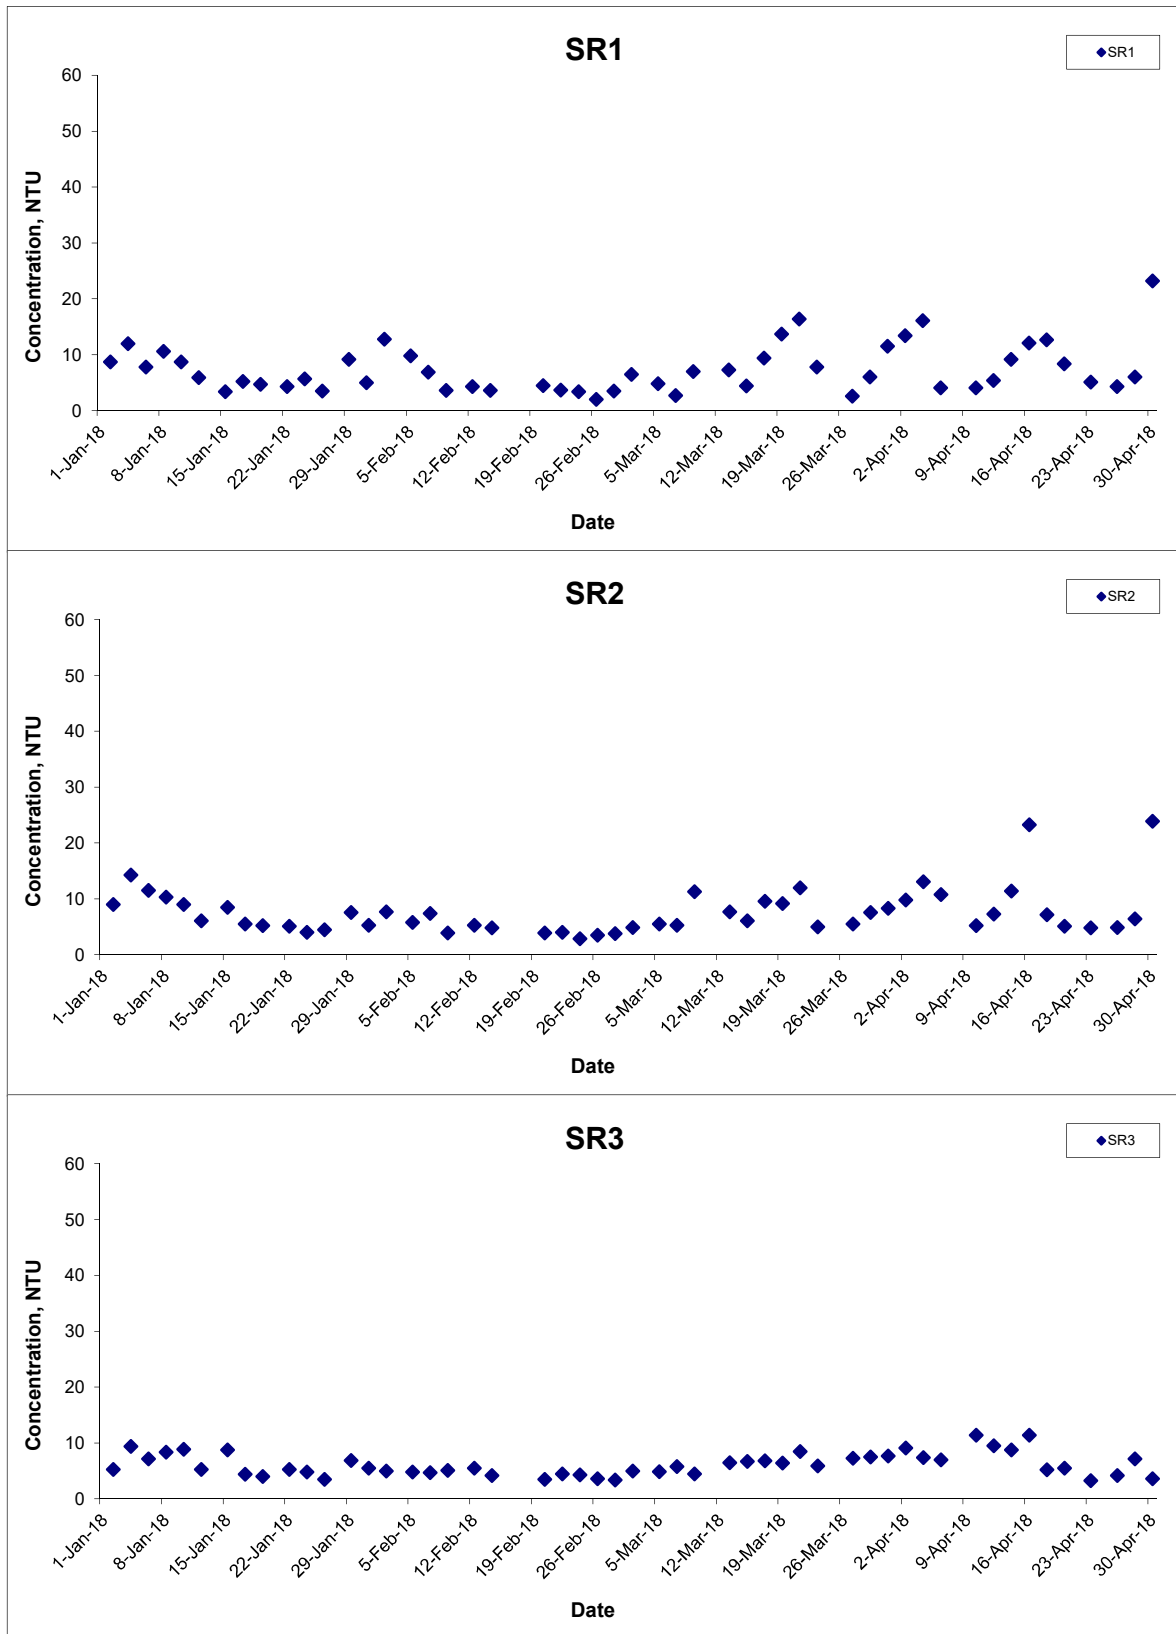 SR1
SR1
60
50
40
30
20
10
0
Concentration, NTU
1-Jan-18
8-Jan-18
15-Jan-18
22-Jan-18
29-Jan-18
5-Feb-18
12-Feb-18
19-Feb-18
26-Feb-18
5-Mar-18
12-Mar-18
19-Mar-18
26-Mar-18
2-Apr-18
9-Apr-18
16-Apr-18
23-Apr-18
30-Apr-18
Date
SR2
SR2
60
50
40
30
20
10
0
Concentration, NTU
1-Jan-18
8-Jan-18
15-Jan-18
22-Jan-18
29-Jan-18
5-Feb-18
12-Feb-18
19-Feb-18
26-Feb-18
5-Mar-18
12-Mar-18
19-Mar-18
26-Mar-18
2-Apr-18
9-Apr-18
16-Apr-18
23-Apr-18
30-Apr-18
Date
SR3
SR3
60
50
40
30
20
10
0
Concentration, NTU
1-Jan-18
8-Jan-18
15-Jan-18
22-Jan-18
29-Jan-18
5-Feb-18
12-Feb-18
19-Feb-18
26-Feb-18
5-Mar-18
12-Mar-18
19-Mar-18
26-Mar-18
2-Apr-18
9-Apr-18
16-Apr-18
23-Apr-18
30-Apr-18
Date